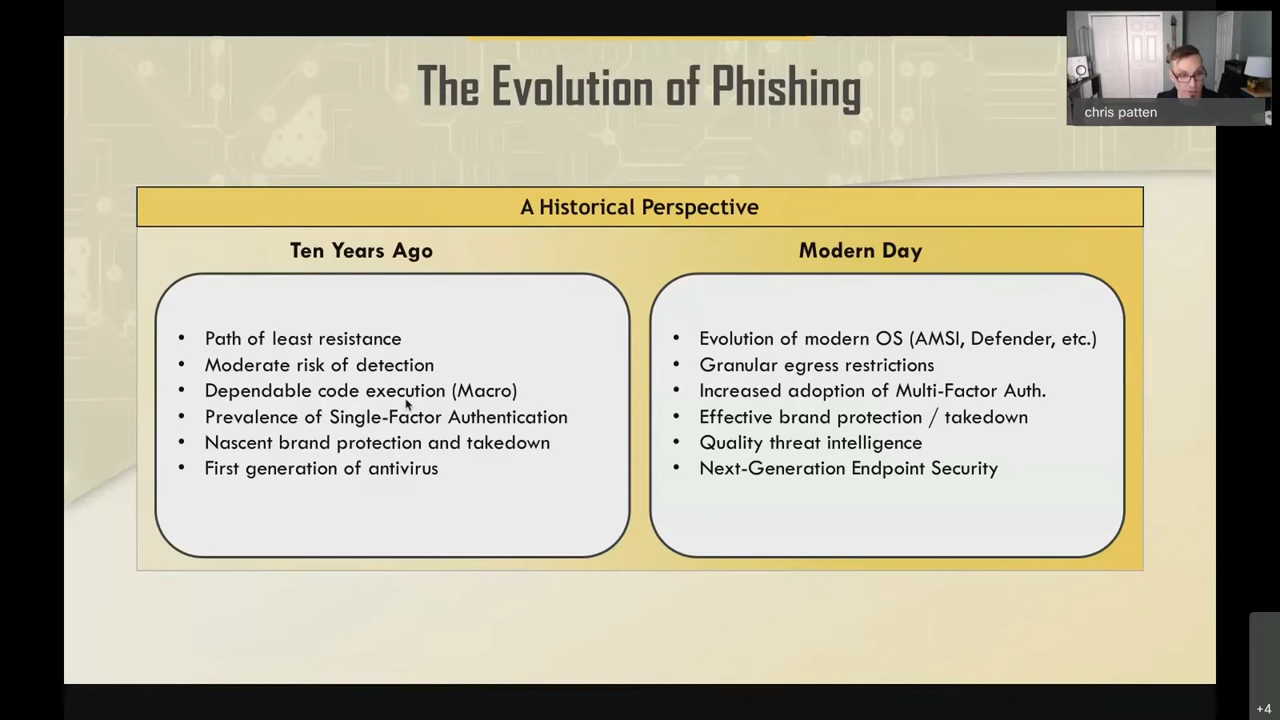 The Evolution of Phishing
chris patten
A Historical Perspective
Ten Years Ago
• Path of least resistance
• Moderate risk of detection
• Dependable code execution (Macro)
• Prevalence of Single-Factor Authentication
• Nascent brand protection and takedown
• First generation of antivirus
Modern Day
• Evolution of modern OS (AMSI, Defender, etc.)
• Granular egress restrictions
• Increased adoption of Multi-Factor Auth.
• Effective brand protection / takedown
• Quality threat intelligence
• Next-Generation Endpoint Security
+4